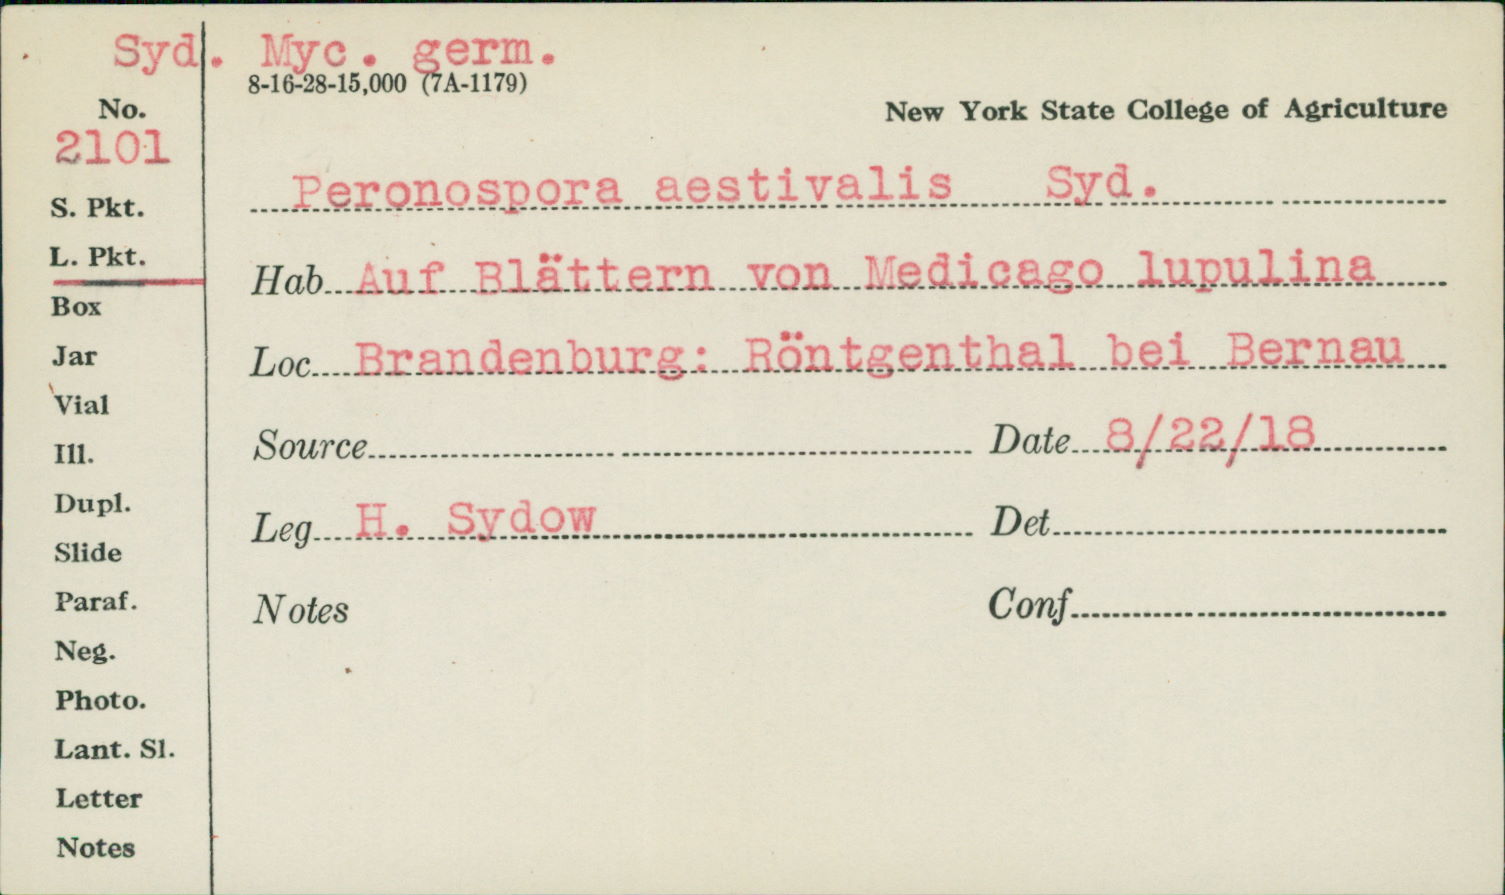 Syd. Myc. germ.
8-16-28-15,000 (7A-1179)
No.
2101
New York State College of Agriculture
S. Pkt.
Peronospora aestivalis Syd.
L. Pkt.
Hab Auf Blättern von Medicago lupulina
Box
Jar
Loc Brandenburg: Röntgenthal bei Bernau
Vial
Ill.
Source Date 8/22/18
Dupl.
Leg H. Sydow Det
Slide
Paraf.
Notes Conf
Neg.
Photo.
Lant. Sl.
Letter
Notes